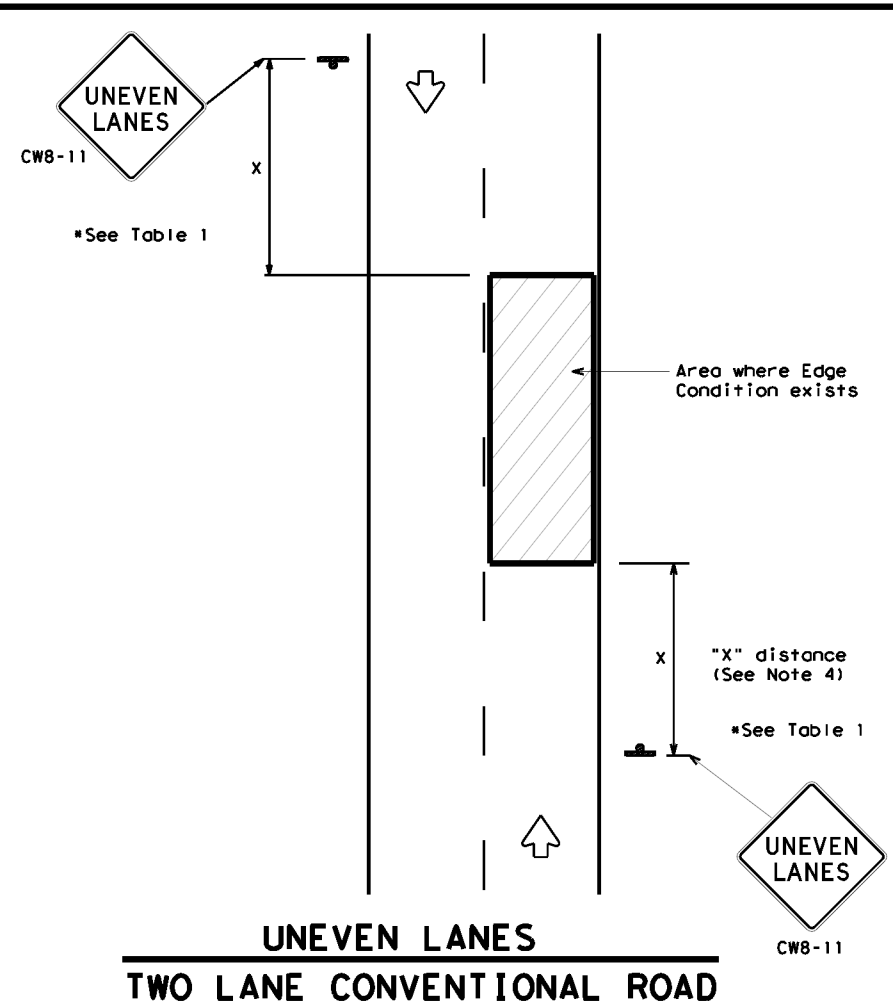 UNEVEN
LANES
CW8-11
X
*See Table 1
Area where Edge
Condition exists
X
"X" distance
(See Note 4)
*See Table 1
UNEVEN
LANES
CW8-11
UNEVEN LANES
TWO LANE CONVENTIONAL ROAD